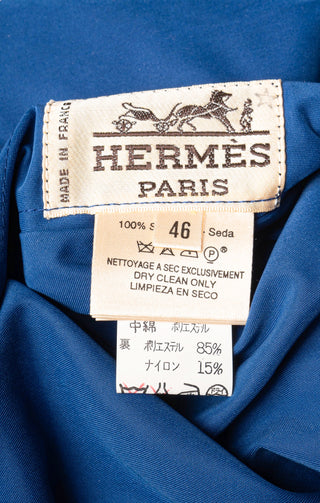 MADE IN FRANCE
HERMÈS
PARIS
100% S 46 - Seda
P
NETTOYAGE A SEC EXCLUSIVEMENT
DRY CLEAN ONLY
LIMPIEZA EN SECO
中綿 ポリエステル
裏 ポリエステル 85%
ナイロン 15%